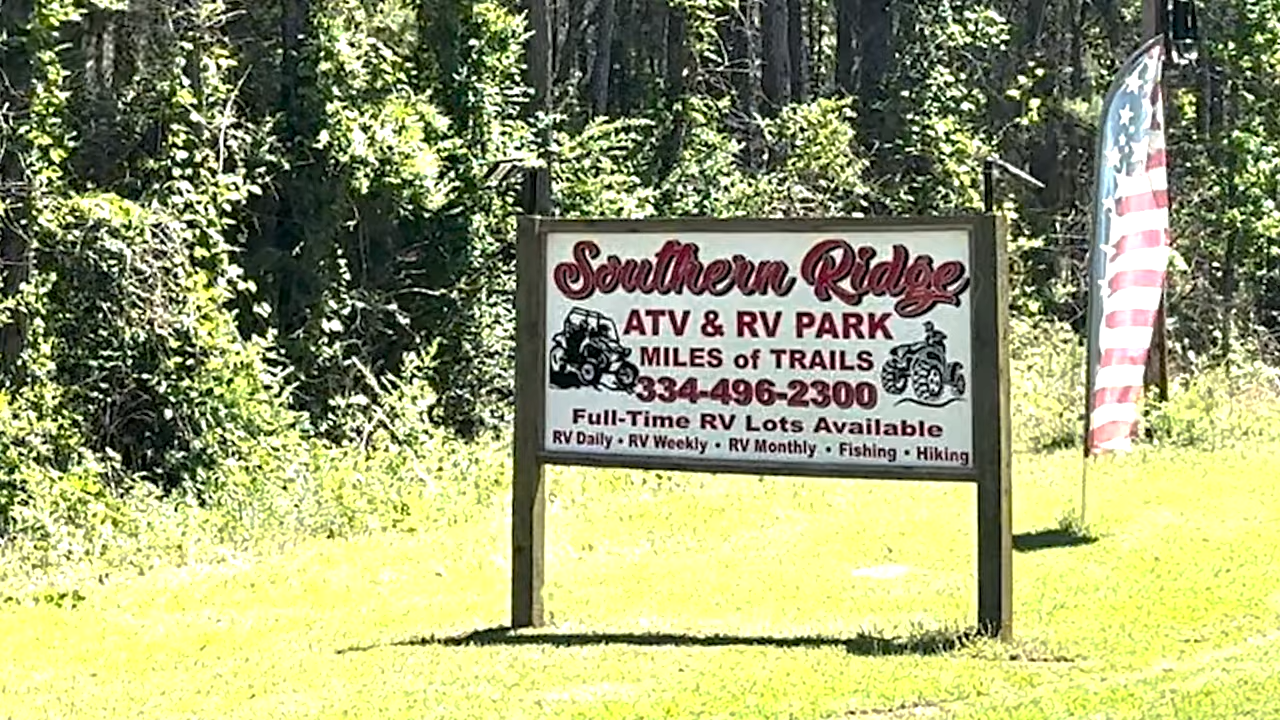 Southern Ridge
ATV & RV PARK
MILES of TRAILS
334-496-2300
Full-Time RV Lots Available
RV Daily • RV Weekly • RV Monthly • Fishing • Hiking